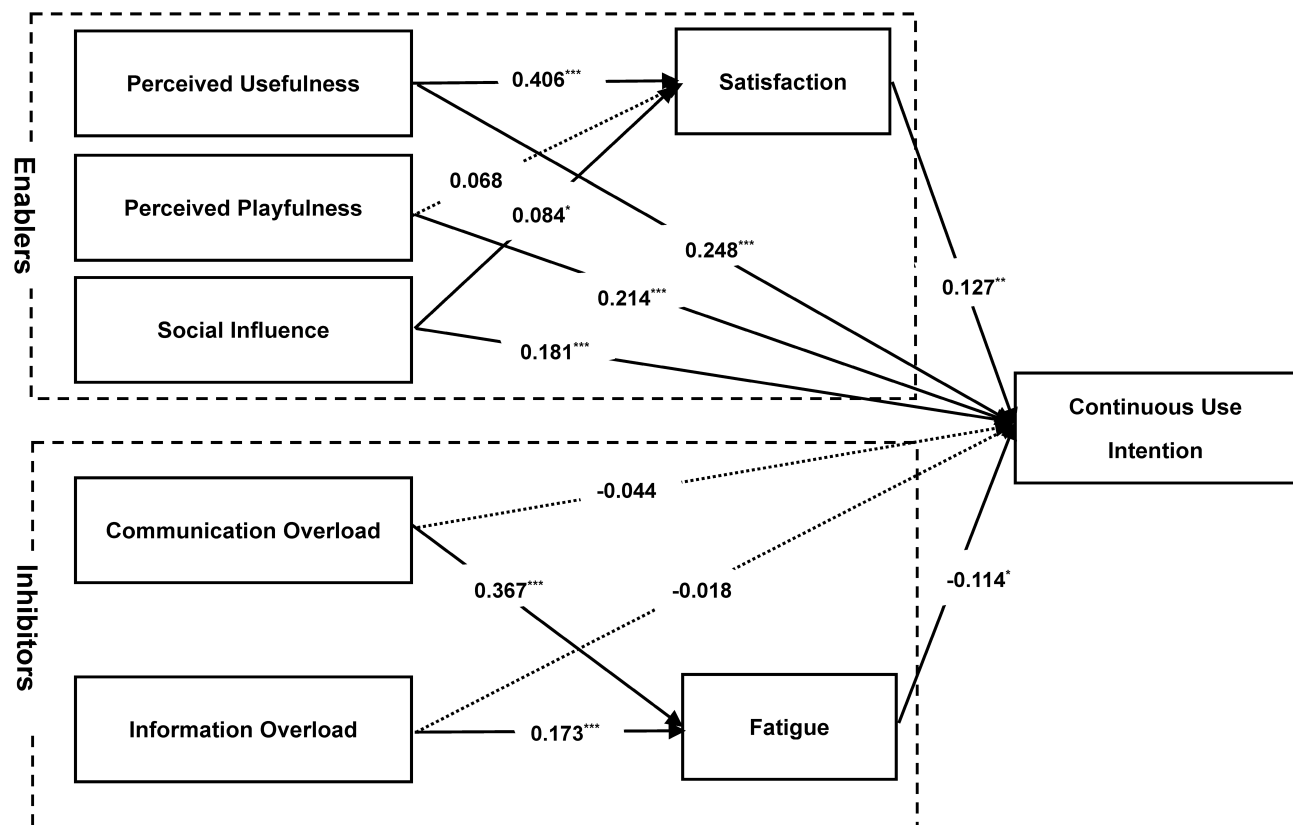 Enablers
Perceived Usefulness
0.406***
Satisfaction
0.068
Perceived Playfulness
0.084*
0.248***
0.127**
0.214***
Social Influence
0.181***
Continuous Use
Intention
Inhibitors
Communication Overload
-0.044
0.367***
-0.018
-0.114*
Information Overload
0.173***
Fatigue